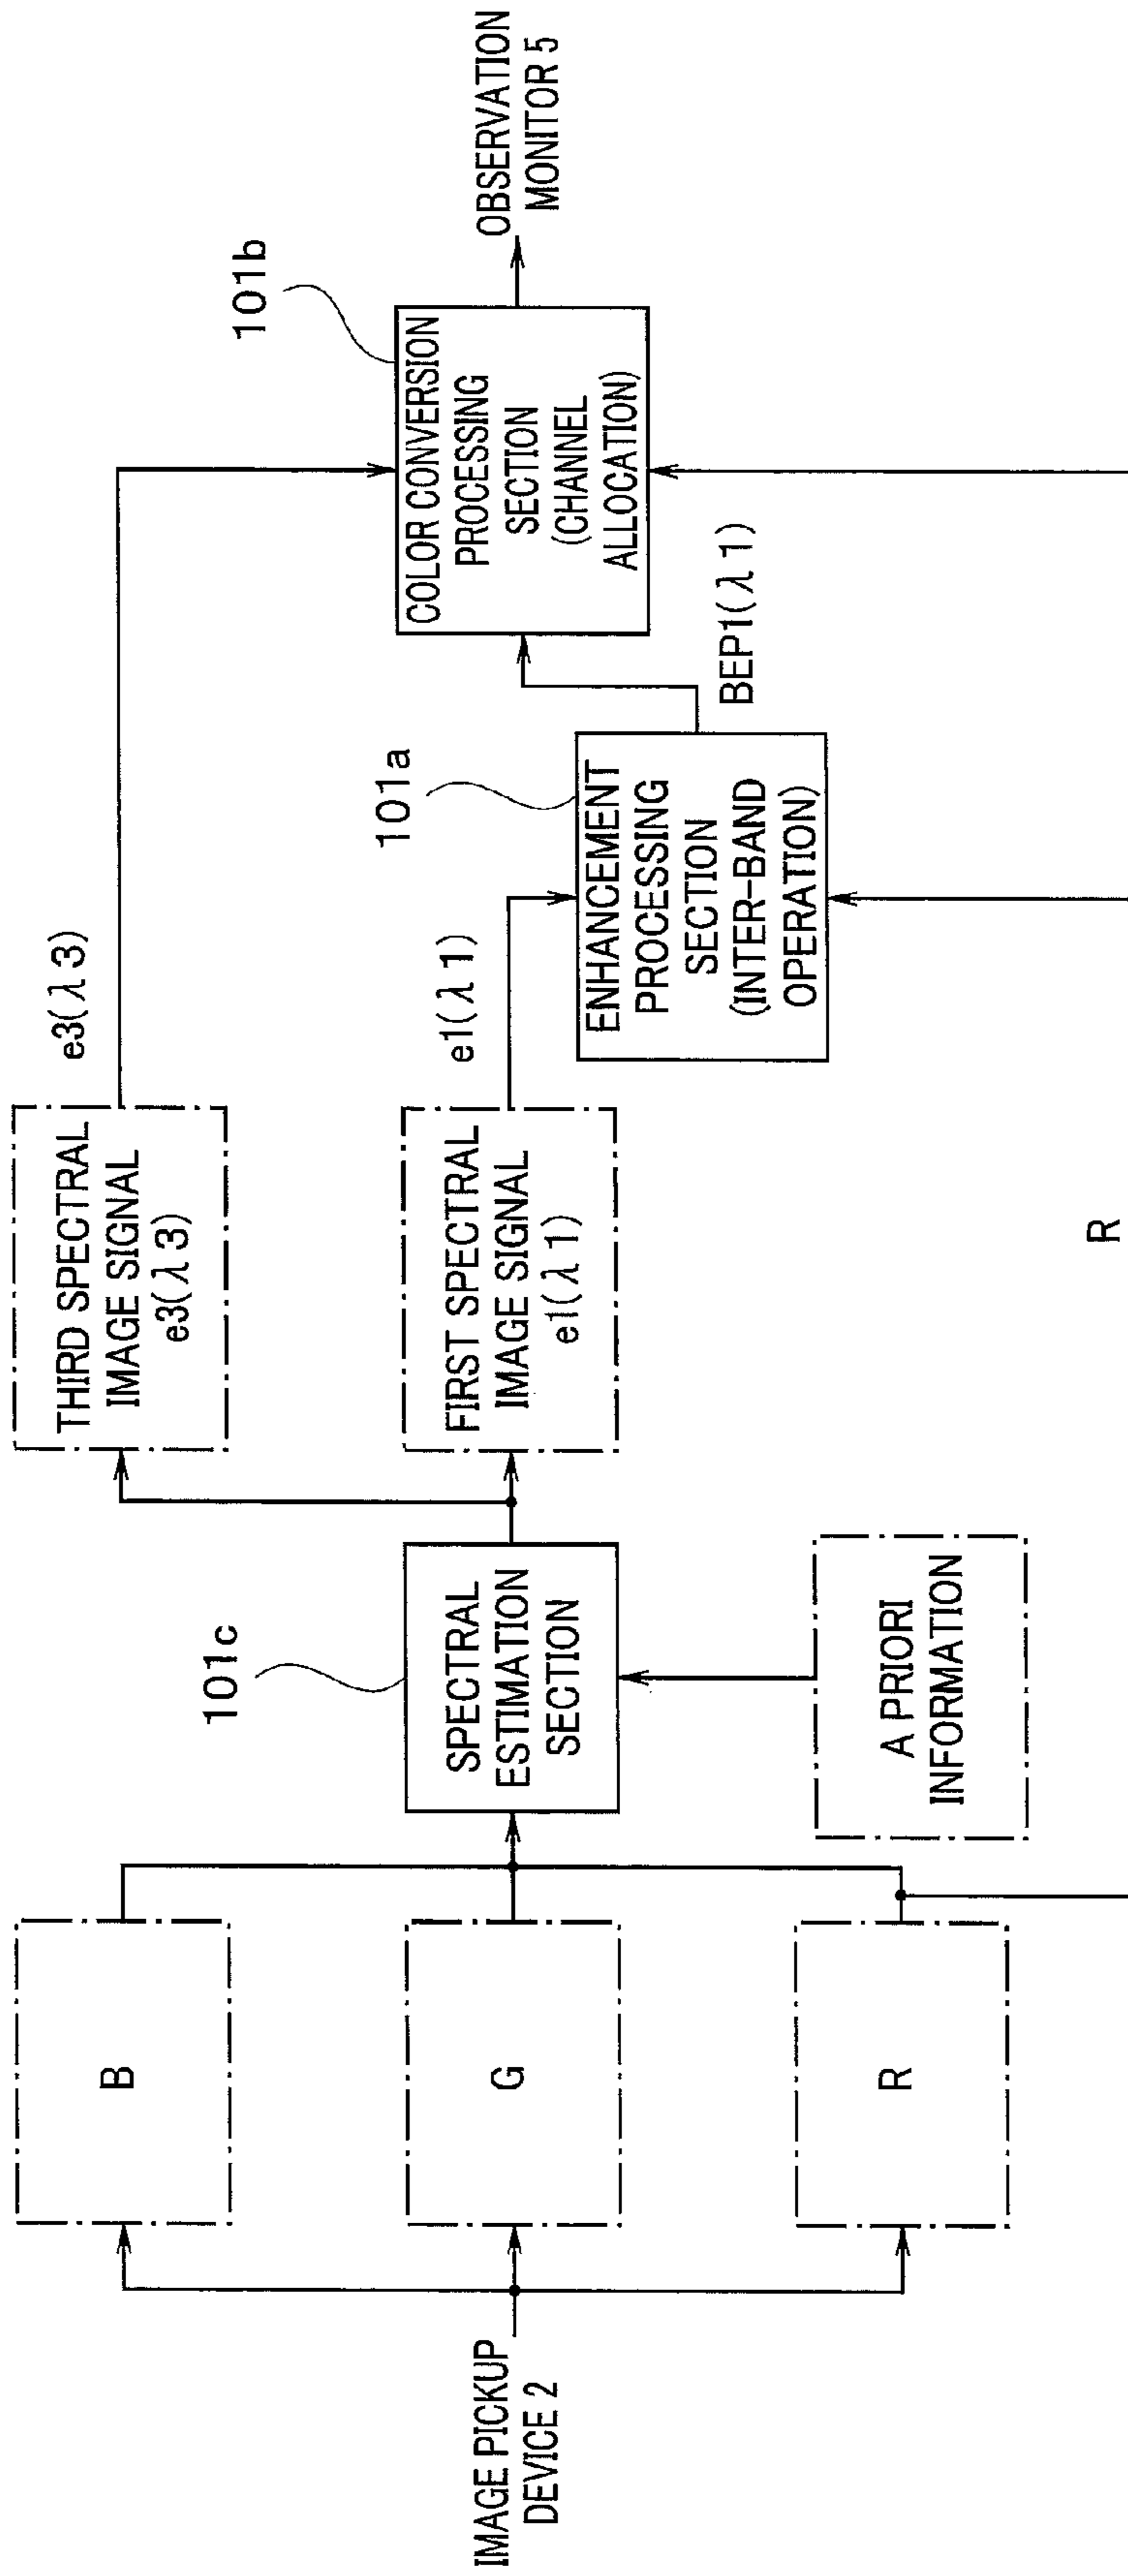 IMAGE PICKUP
DEVICE 2
B
G
R
101c
SPECTRAL
ESTIMATION
SECTION
A PRIORI
INFORMATION
THIRD SPECTRAL
IMAGE SIGNAL
e3(λ3)
e3(λ3)
FIRST SPECTRAL
IMAGE SIGNAL
e1(λ1)
e1(λ1)
R
101a
ENHANCEMENT
PROCESSING
SECTION
(INTER-BAND
OPERATION)
BEP1(λ1)
101b
COLOR CONVERSION
PROCESSING
SECTION
(CHANNEL
ALLOCATION)
OBSERVATION
MONITOR 5